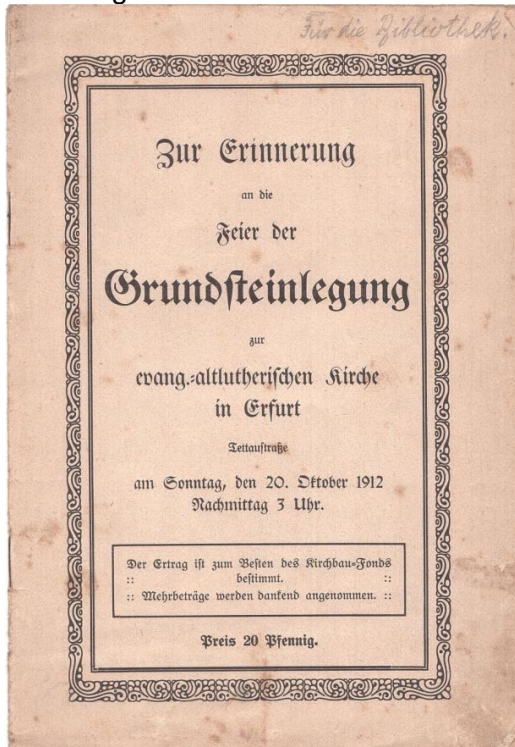 Für die Bibliothek.
Zur Erinnerung
an die
Feier der
Grundſteinlegung
zur
evang.=altlutheriſchen Kirche
in Erfurt
Tettauſtraße
am Sonntag, den 20. Oktober 1912
Nachmittag 3 Uhr.
Der Ertrag iſt zum Beſten des Kirchbau=Fonds
:: beſtimmt. ::
:: Mehrbeträge werden dankend angenommen. ::
Preis 20 Pfennig.